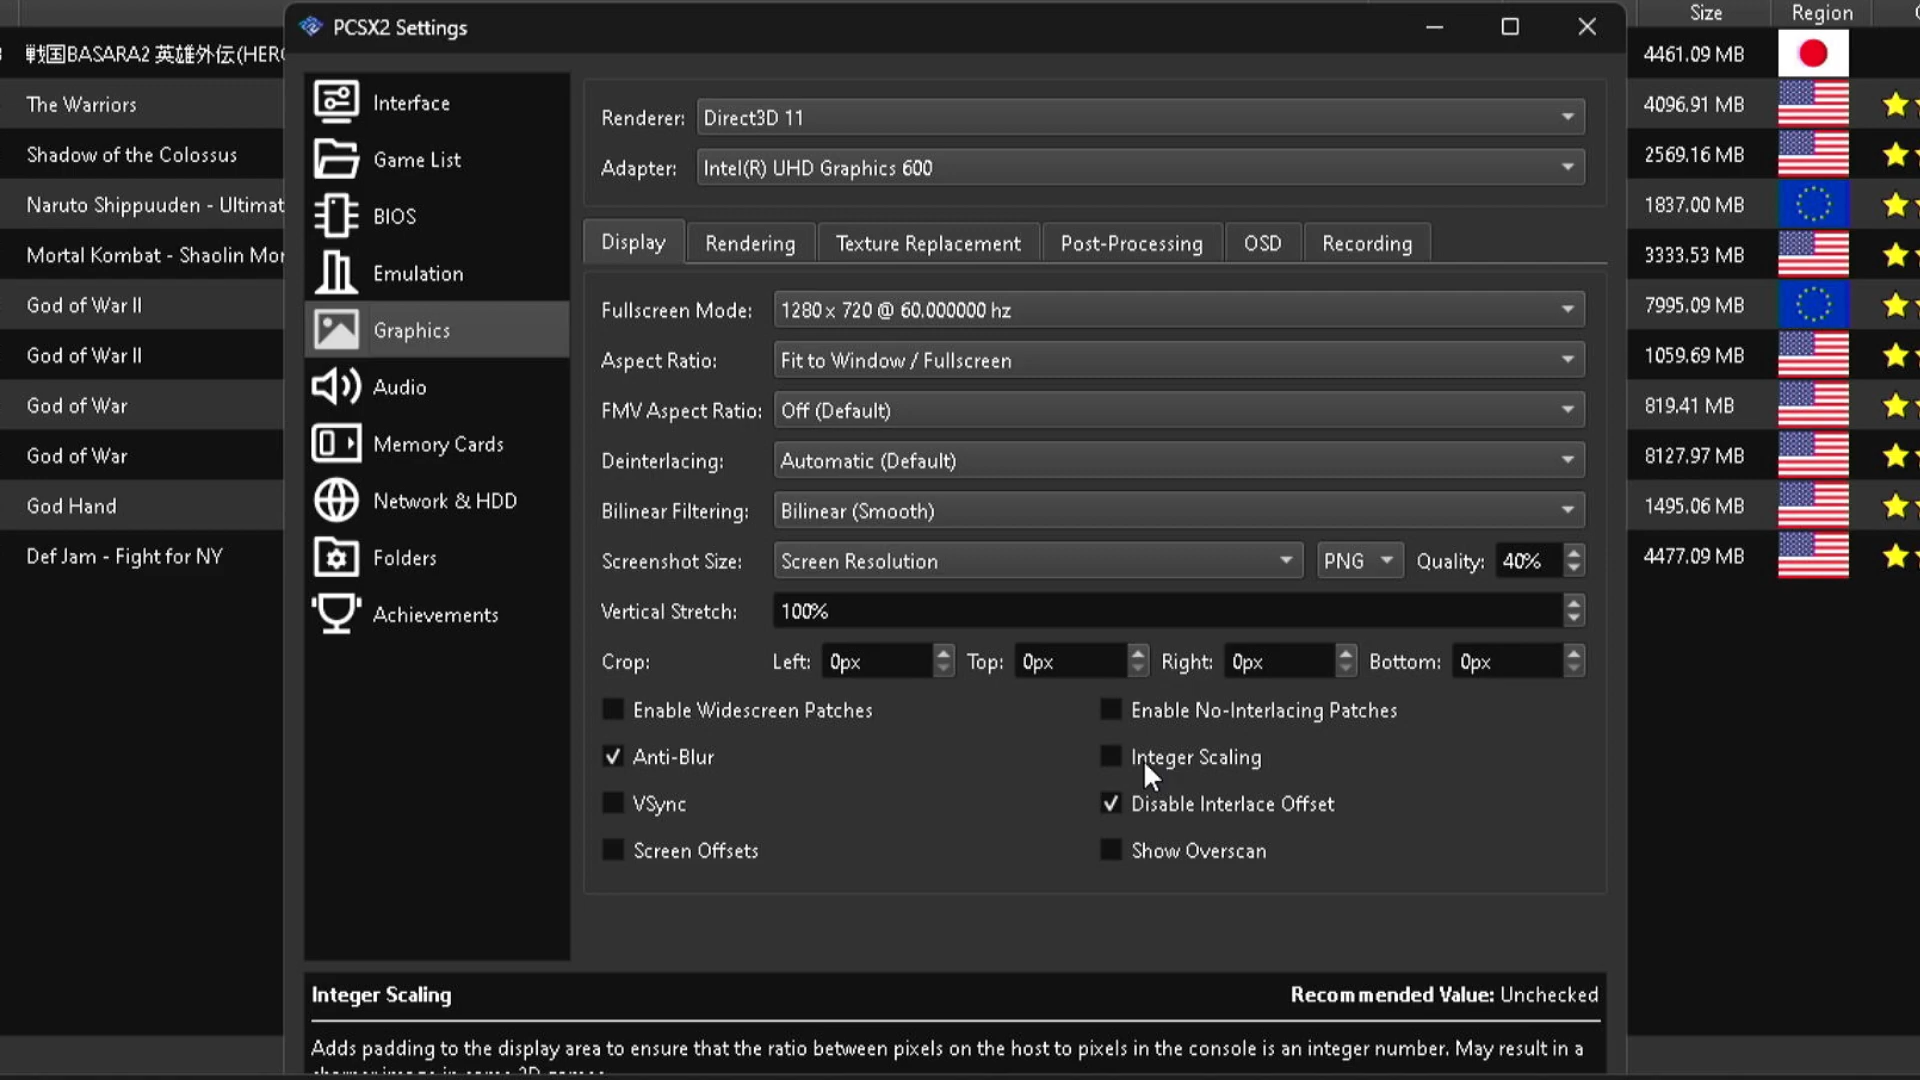 PCSX2 Settings
Size
Region
戦国BASARA2 英雄外伝(HERO
4461.09 MB
The Warriors
4096.91 MB
Shadow of the Colossus
2569.16 MB
Naruto Shippuuden - Ultimat
1837.00 MB
Mortal Kombat - Shaolin Mon
3333.53 MB
God of War II
7995.09 MB
God of War II
1059.69 MB
God of War
819.41 MB
God of War
8127.97 MB
God Hand
1495.06 MB
Def Jam - Fight for NY
4477.09 MB
Interface
Game List
BIOS
Emulation
Graphics
Audio
Memory Cards
Network & HDD
Folders
Achievements
Renderer: Direct3D 11
Adapter: Intel(R) UHD Graphics 600
Display Rendering Texture Replacement Post-Processing OSD Recording
Fullscreen Mode: 1280 x 720 @ 60.000000 hz
Aspect Ratio: Fit to Window / Fullscreen
FMV Aspect Ratio: Off (Default)
Deinterlacing: Automatic (Default)
Bilinear Filtering: Bilinear (Smooth)
Screenshot Size: Screen Resolution PNG Quality: 40%
Vertical Stretch: 100%
Crop: Left: 0px Top: 0px Right: 0px Bottom: 0px
Enable Widescreen Patches Enable No-Interlacing Patches
Anti-Blur Integer Scaling
VSync Disable Interlace Offset
Screen Offsets Show Overscan
Integer Scaling Recommended Value: Unchecked
Adds padding to the display area to ensure that the ratio between pixels on the host to pixels in the console is an integer number. May result in a